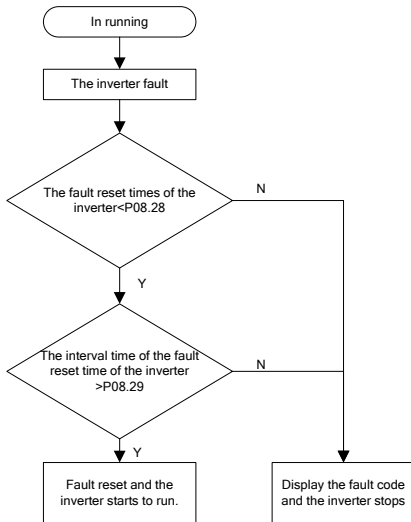 In running
The inverter fault
The fault reset times of the
inverter<P08.28
N
Y
The interval time of the fault
reset time of the inverter
>P08.29
N
Y
Fault reset and the
inverter starts to run.
Display the fault code
and the inverter stops